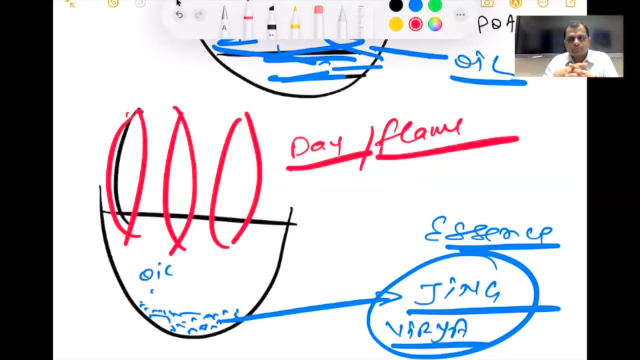 POA
OIL
Day / flame
Essence
OIL
JING
VIRYA